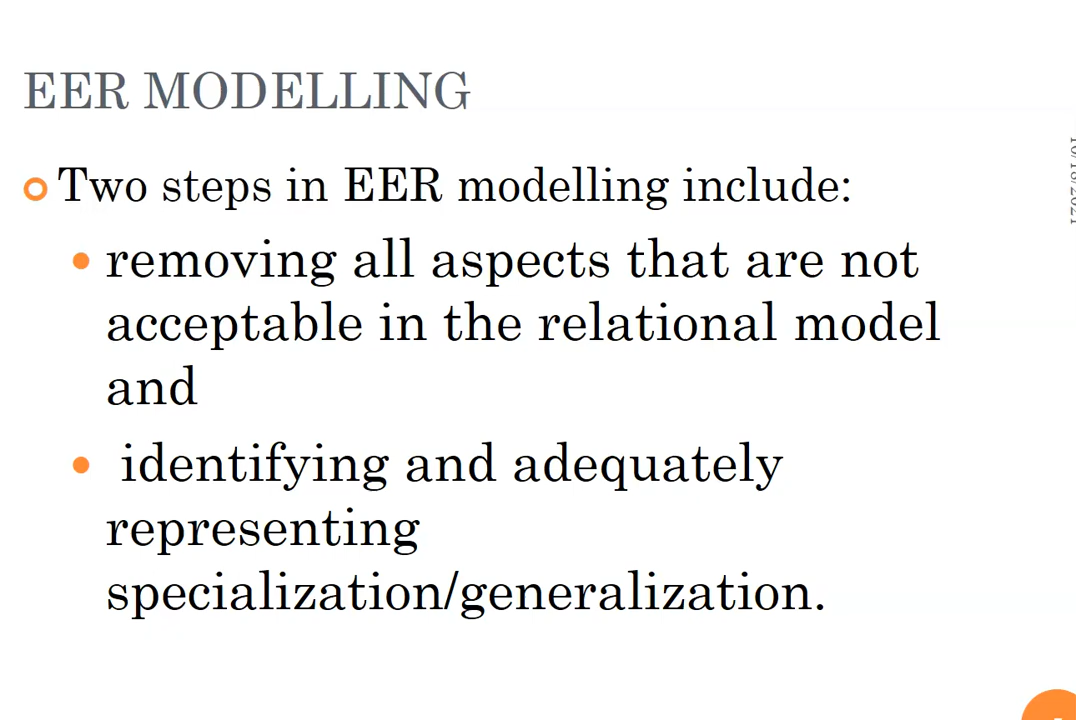 EER MODELLING
Two steps in EER modelling include:
removing all aspects that are not
acceptable in the relational model
and
identifying and adequately
representing
specialization/generalization.